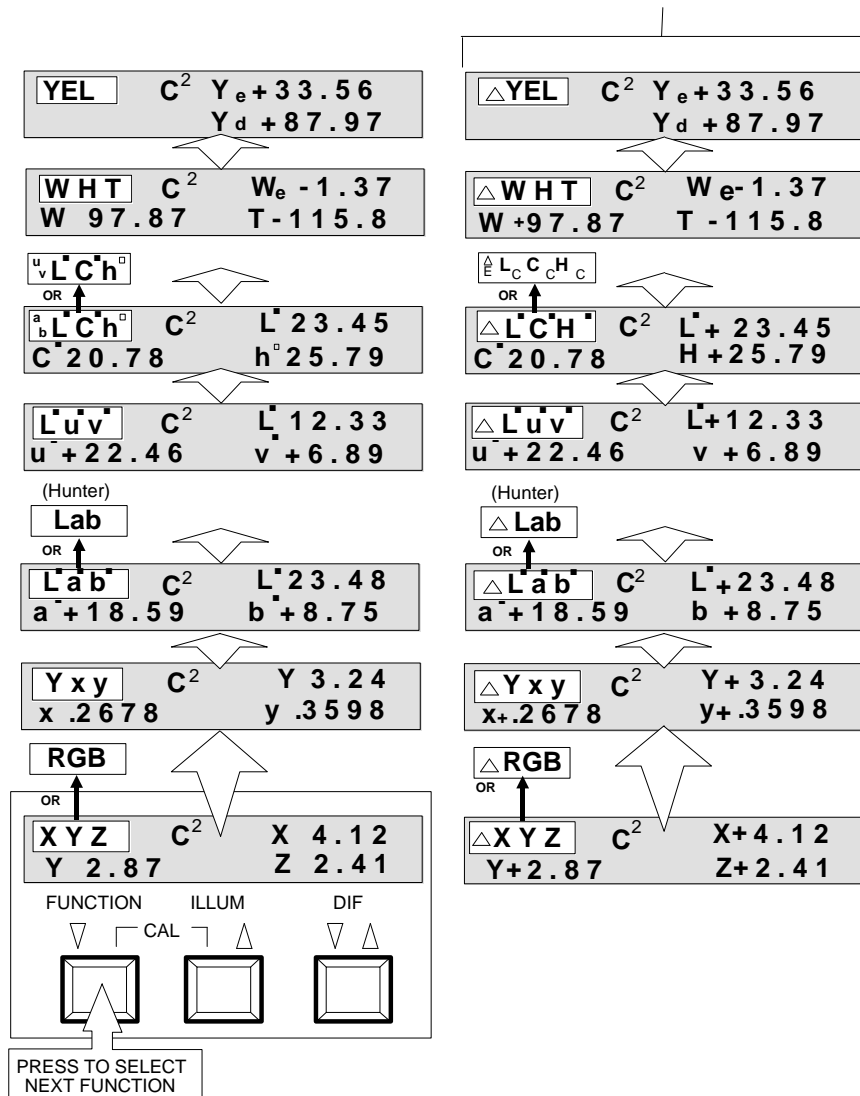 YEL C² Ye+33.56
Yd +87.97
WHT C² We -1.37
W 97.87 T-115.8
uv L*C*h°
OR
ab L*C*h° C² L*23.45
C*20.78 h°25.79
L*u*v* C² L*12.33
u*+22.46 v*+6.89
(Hunter)
Lab
OR
L*a*b* C² L*23.48
a*+18.59 b*+8.75
Yxy C² Y 3.24
x .2678 y .3598
RGB
OR
XYZ C² X 4.12
Y 2.87 Z 2.41
FUNCTION ILLUM DIF
▽ CAL △ ▽ △
PRESS TO SELECT
NEXT FUNCTION
△YEL C² Ye+33.56
Yd +87.97
△WHT C² We-1.37
W +97.87 T -115.8
△E LC CC HC
OR
△L*C*H* C² L*+ 23.45
C*20.78 H +25.79
△L*u*v* C² L*+12.33
u*+22.46 v +6.89
(Hunter)
△Lab
OR
△L*a*b* C² L*+23.48
a*+18.59 b +8.75
△Yxy C² Y+ 3.24
x+.2678 y+.3598
△RGB
OR
△XYZ C² X+4.12
Y+2.87 Z+2.41